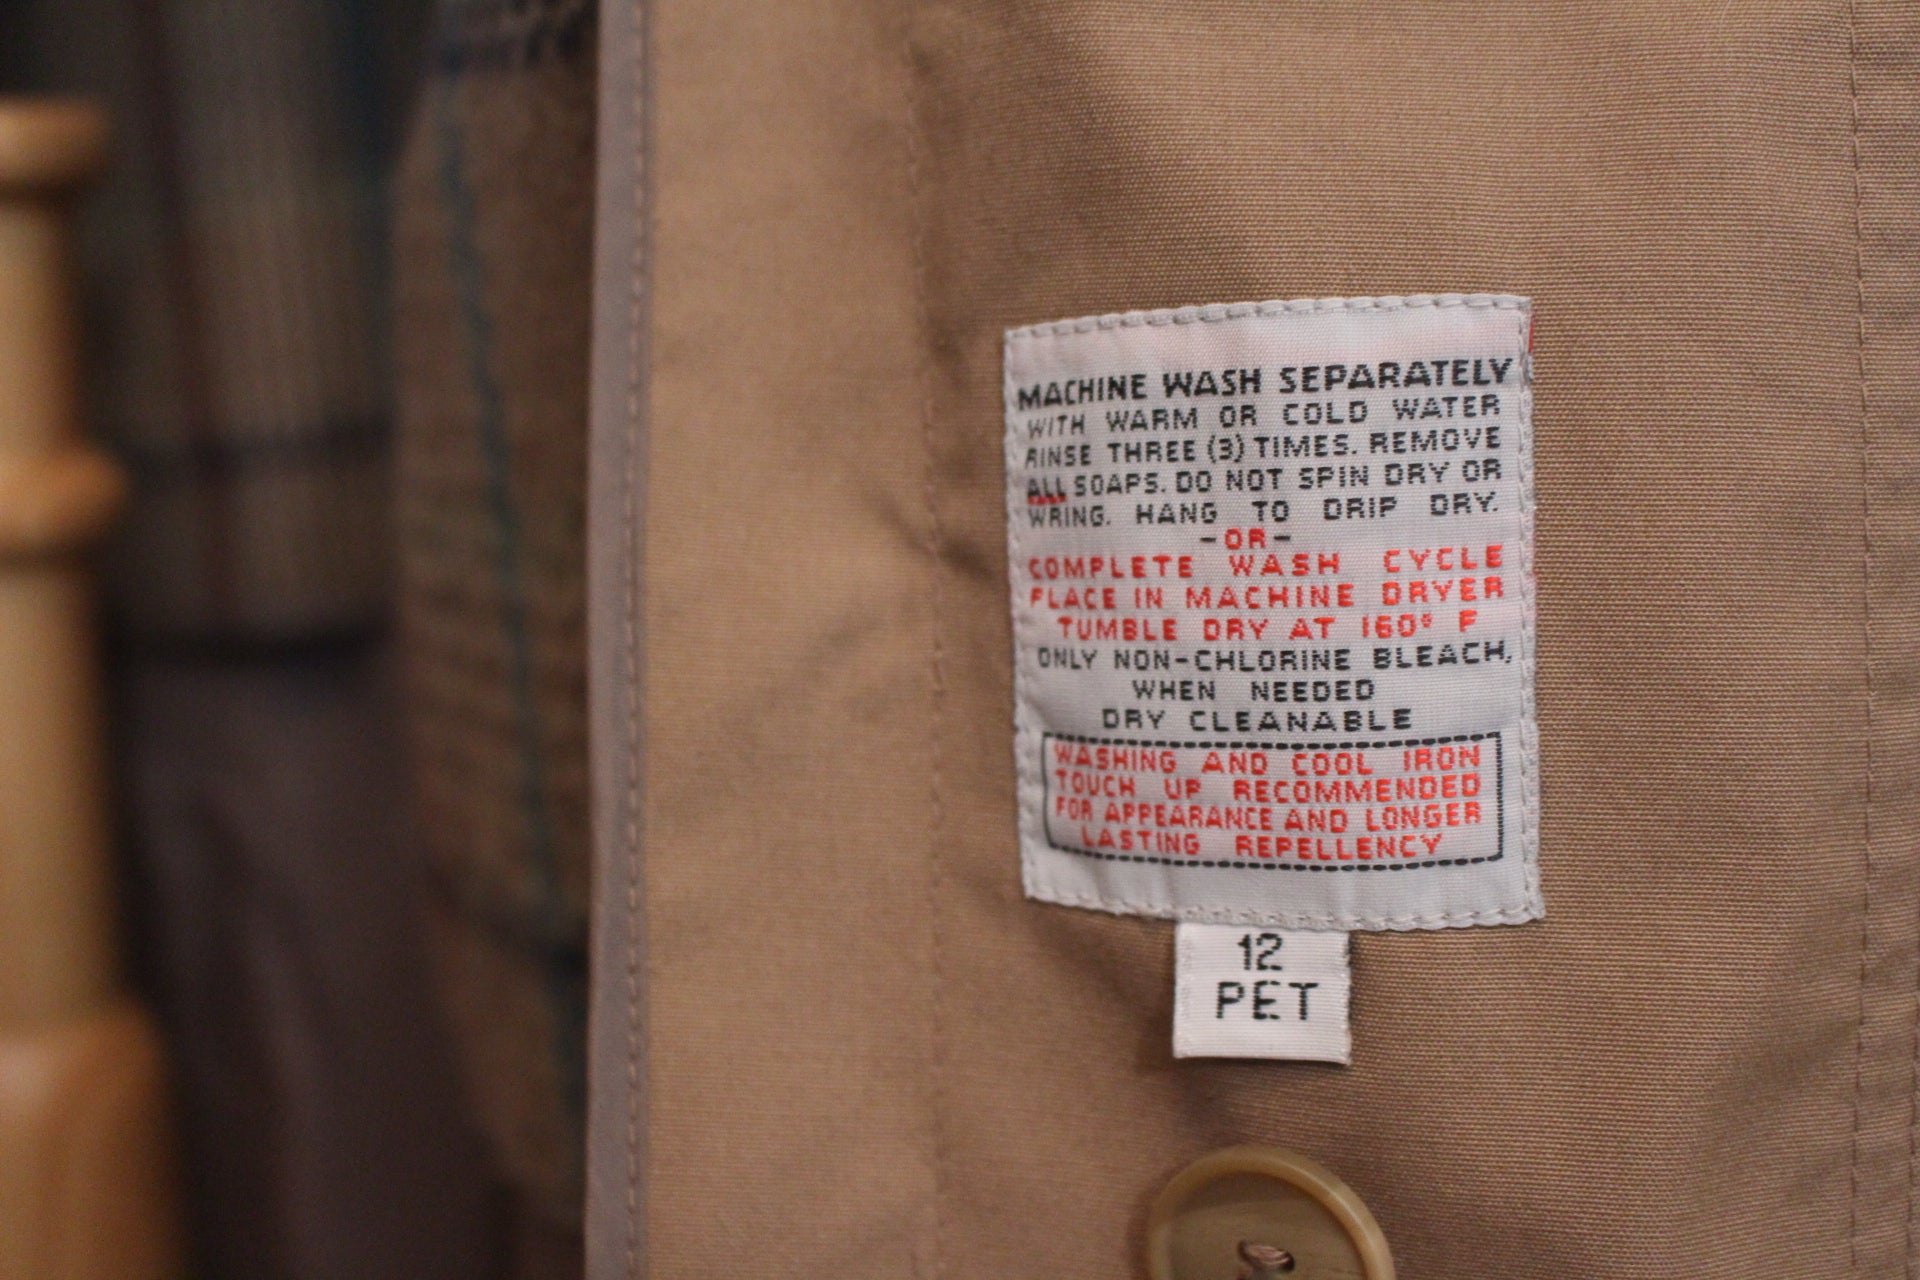 MACHINE WASH SEPARATELY
WITH WARM OR COLD WATER
RINSE THREE (3) TIMES. REMOVE
ALL SOAPS. DO NOT SPIN DRY OR
WRING. HANG TO DRIP DRY.
-OR-
COMPLETE WASH CYCLE
PLACE IN MACHINE DRYER
TUMBLE DRY AT 160° F
ONLY NON-CHLORINE BLEACH,
WHEN NEEDED
DRY CLEANABLE
WASHING AND COOL IRON
TOUCH UP RECOMMENDED
FOR APPEARANCE AND LONGER
LASTING REPELLENCY
12
PET